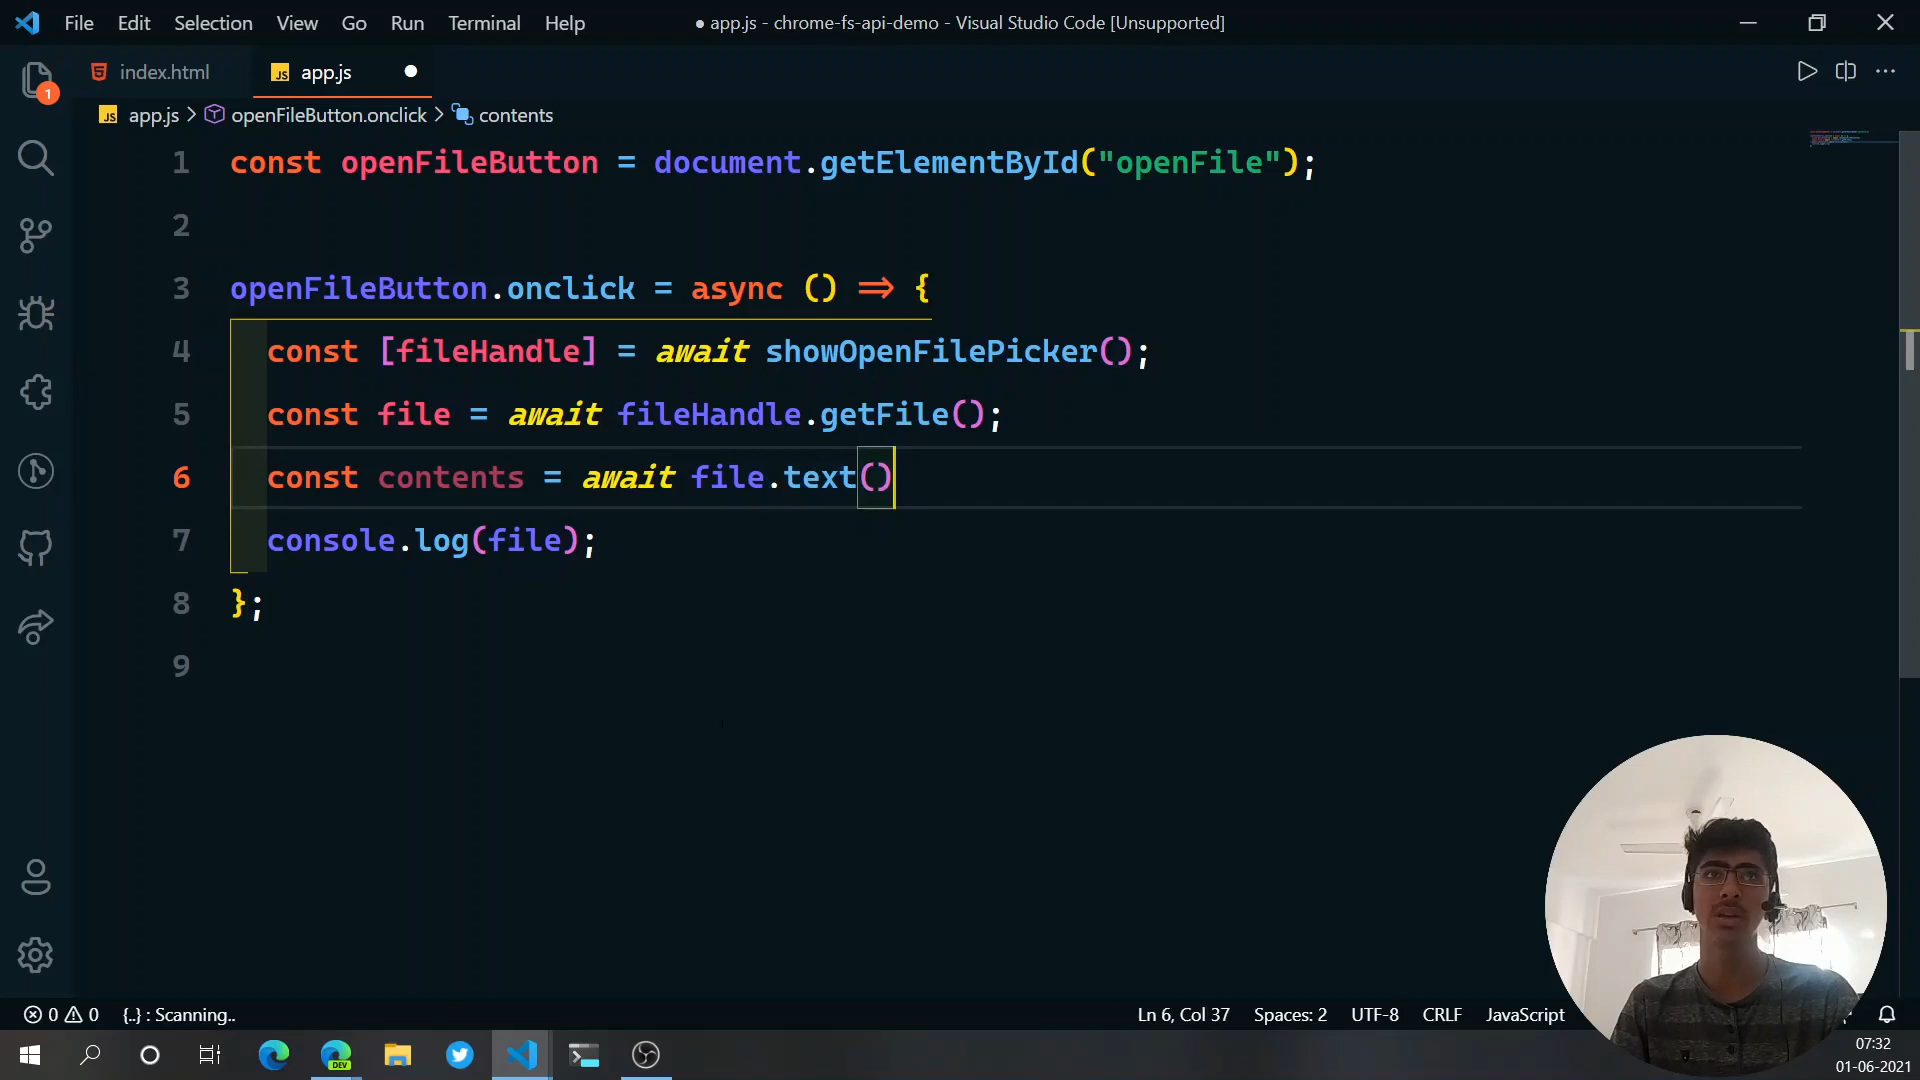 File Edit Selection View Go Run Terminal Help ● app.js - chrome-fs-api-demo - Visual Studio Code [Unsupported]
index.html JS app.js
1
JS app.js > openFileButton.onclick > contents
1 const openFileButton = document.getElementById("openFile");
2
3 openFileButton.onclick = async () => {
4 const [fileHandle] = await showOpenFilePicker();
5 const file = await fileHandle.getFile();
6 const contents = await file.text()
7 console.log(file);
8 };
9
0 0 {..} : Scanning.. Ln 6, Col 37 Spaces: 2 UTF-8 CRLF JavaScript
DEV
07:32
01-06-2021